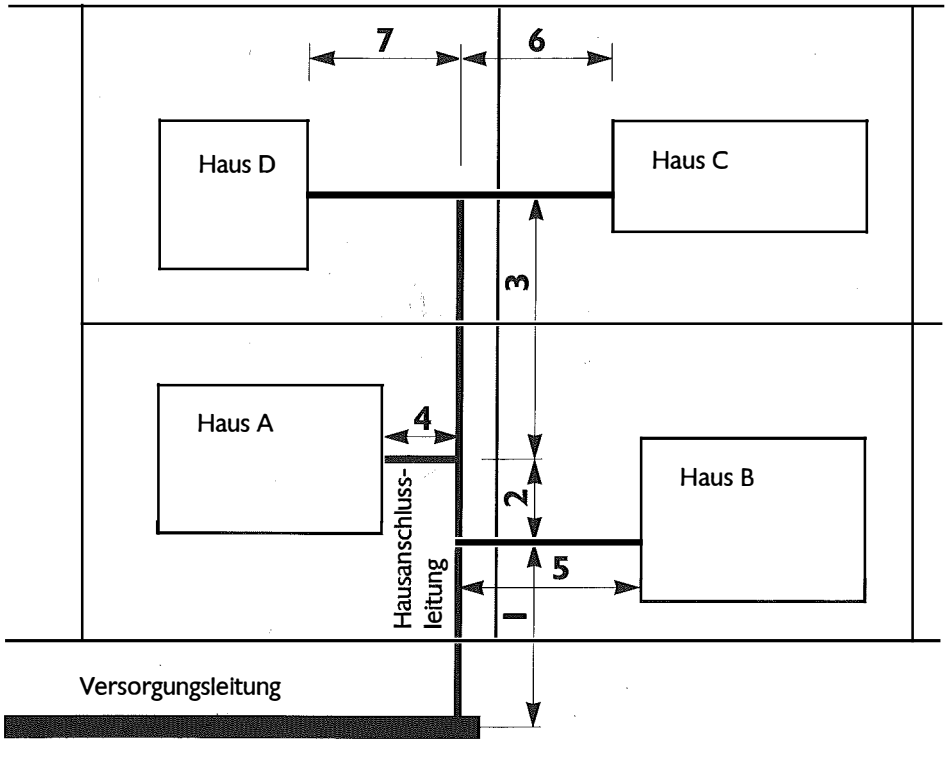 7 6
Haus D
Haus C
3
Haus A
4
Haus B
2
Hausanschluss-
leitung
5
1
Versorgungsleitung